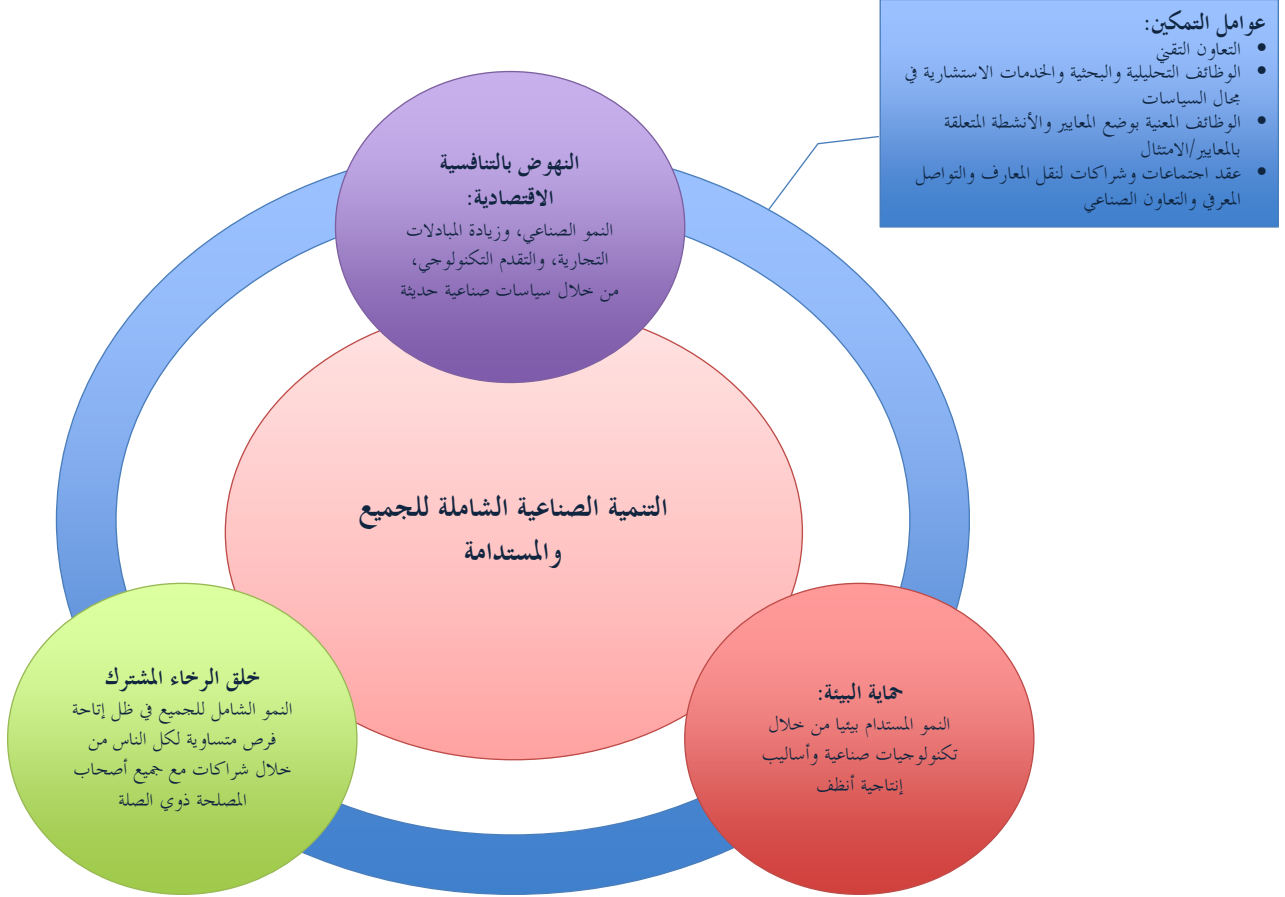 عوامل التمكين:
• التعاون التقني
• الوظائف التحليلية والبحثية والخدمات الاستشارية في
مجال السياسات
• الوظائف المعنية بوضع المعايير والأنشطة المتعلقة
بالمعايير/الامتثال
• عقد اجتماعات وشراكات لنقل المعارف والتواصل
المعرفي والتعاون الصناعي
النهوض بالتنافسية
الاقتصادية:
النمو الصناعي، وزيادة المبادلات
التجارية، والتقدم التكنولوجي،
من خلال سياسات صناعية حديثة
التنمية الصناعية الشاملة للجميع
والمستدامة
حماية البيئة:
النمو المستدام بيئيا من خلال
تكنولوجيات صناعية وأساليب
إنتاجية أنظف
خلق الرخاء المشترك
النمو الشامل للجميع في ظل إتاحة
فرص متساوية لكل الناس من
خلال شراكات مع جميع أصحاب
المصلحة ذوي الصلة